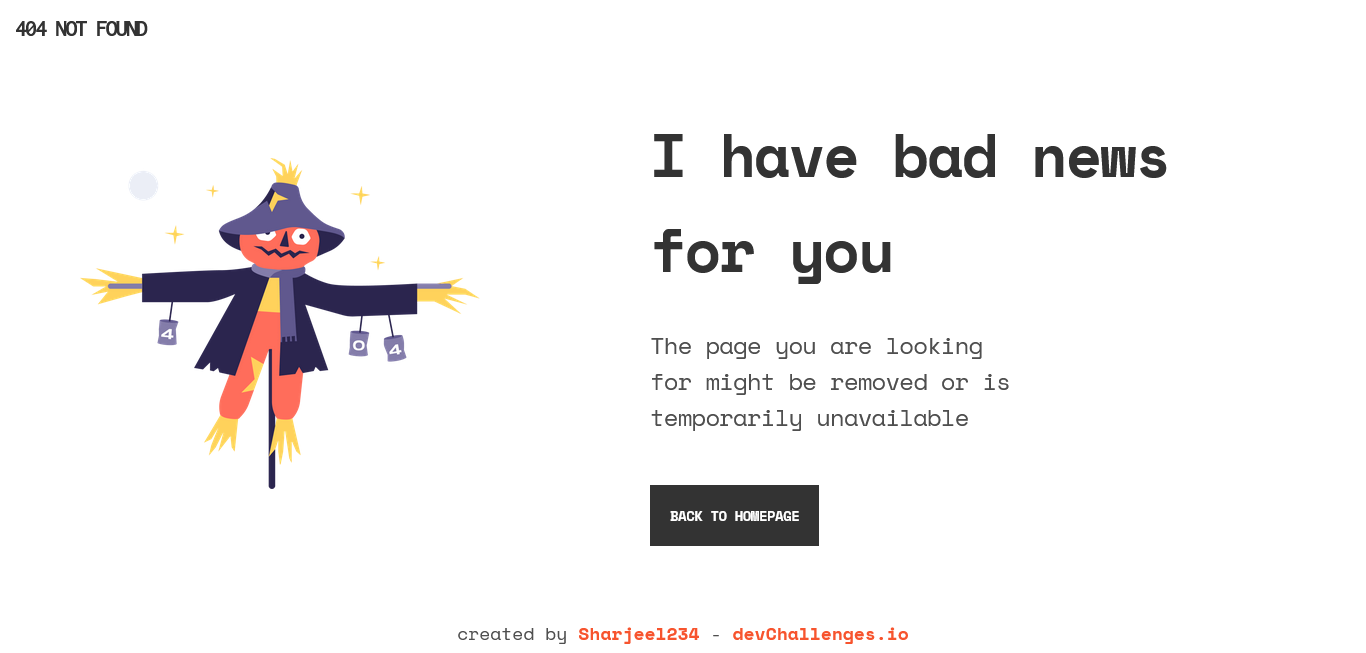 404 NOT FOUND
I have bad news
for you
The page you are looking
for might be removed or is
temporarily unavailable
4
0
4
BACK TO HOMEPAGE
created by Sharjeel234 - devChallenges.io